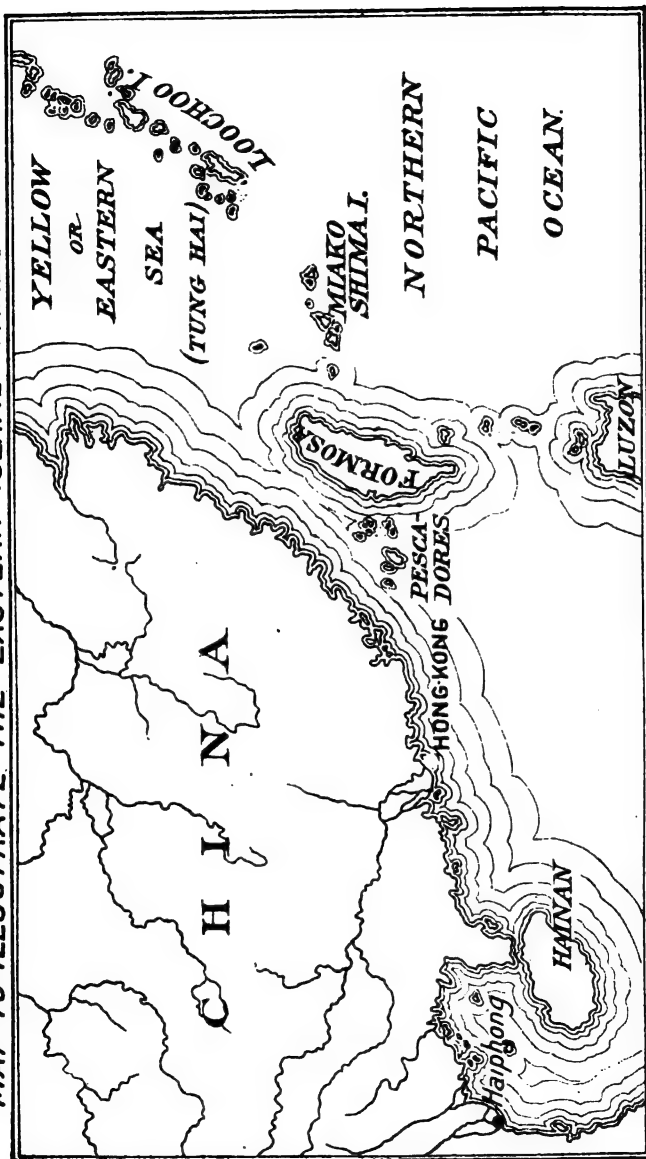 MAP TO ILLUSTRATE THE EASTERN
YELLOW
OR
EASTERN
SEA
(TUNG HAI)
LOOCHOO I.
MIAKO
SHIMA I.
NORTHERN
PACIFIC
OCEAN.
CHINA
FORMOSA
PESCA-
DORES
HONG-KONG
LUZON
HAINAN
Haiphong